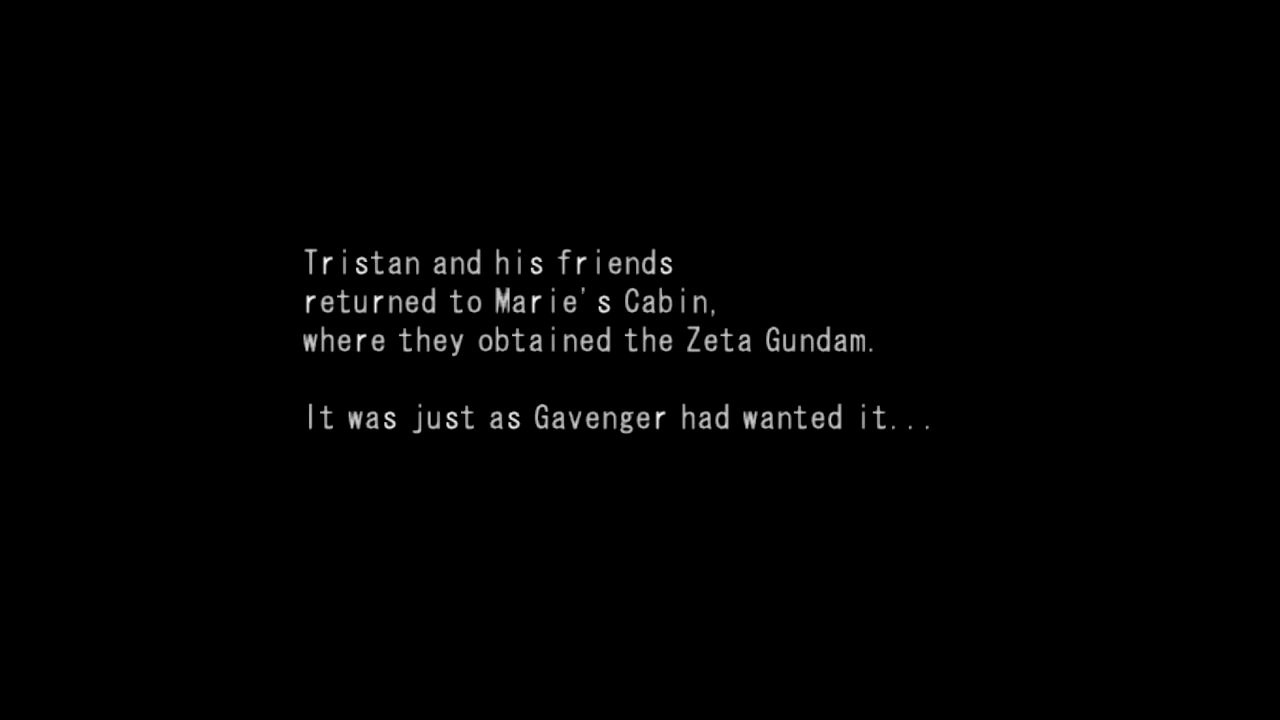 Tristan and his friends
returned to Marie's Cabin,
where they obtained the Zeta Gundam.
It was just as Gavenger had wanted it...